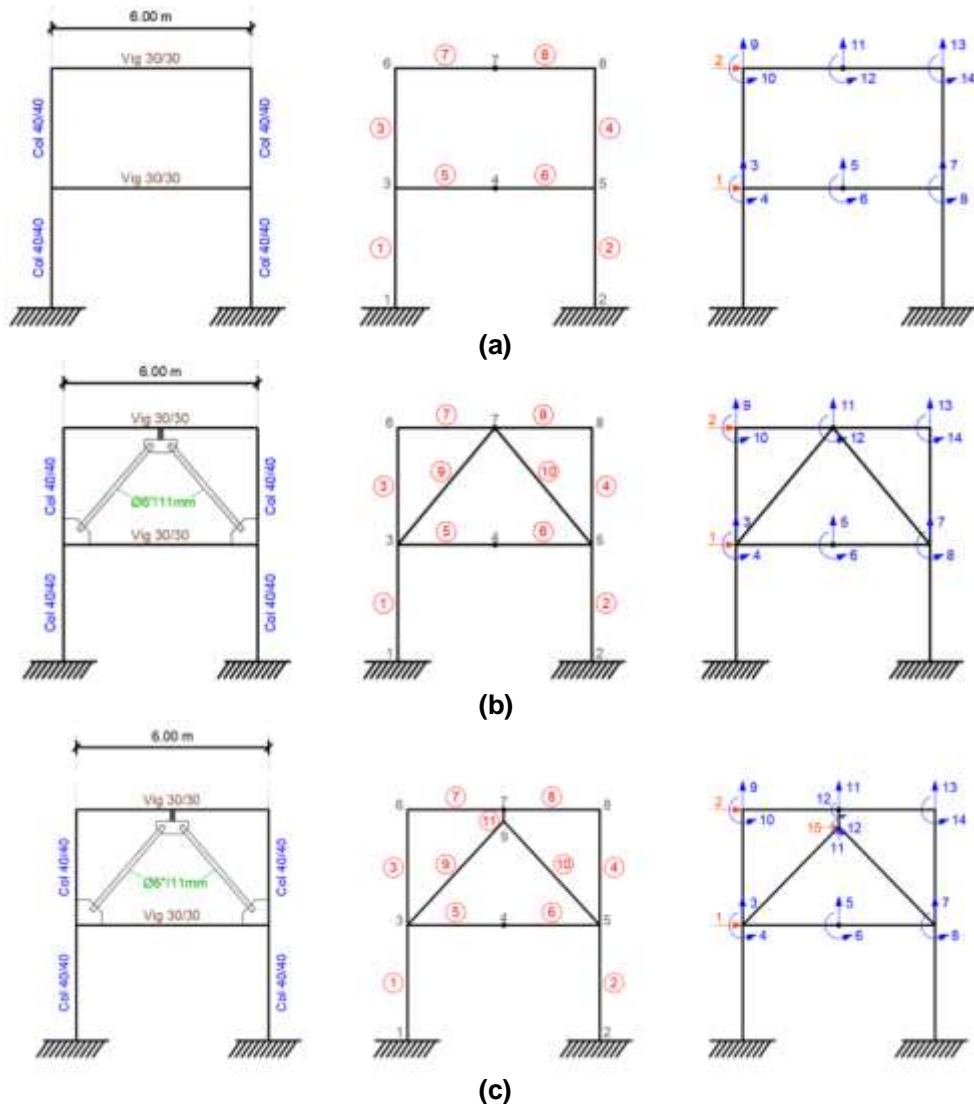 6.00 m
Vig 30/30
Col 40/40
Col 40/40
Vig 30/30
Col 40/40
Col 40/40
6 7 7 8 8
3 4
3 5 4 6 5
1 2
1 2
9 11 13
2 10 12 14
3 5 7
1 4 6 8
(a)
6.00 m
Vig 30/30
Col 40/40
Col 40/40
Ø6"/11mm
Vig 30/30
Col 40/40
Col 40/40
6 7 7 8 8
3 9 10 4
3 5 4 6 5
1 2
1 2
9 11 13
2 10 12 14
3 5 7
1 4 6 8
(b)
6.00 m
Vig 30/30
Col 40/40
Col 40/40
Ø6"/11mm
Vig 30/30
Col 40/40
Col 40/40
6 7 7 8 8
11
9
3 9 10 4
3 5 4 6 5
1 2
1 2
9 11 13
2 12
10 15 12 14
11
3 5 7
1 4 6 8
(c)